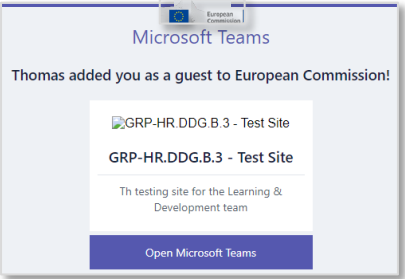 European
Commission
Microsoft Teams
Thomas added you as a guest to European Commission!
GRP-HR.DDG.B.3 - Test Site
GRP-HR.DDG.B.3 - Test Site
Th testing site for the Learning &
Development team
Open Microsoft Teams